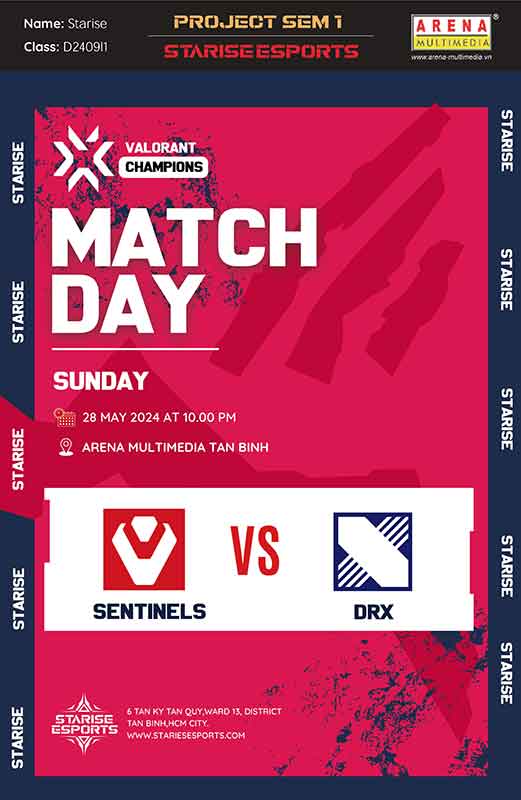 Name: Starise
Class: D2409I1
PROJECT SEM 1
STARISE ESPORTS
ARENA
®
MULTIMEDIA
www.arena-multimedia.vn
VALORANT
CHAMPIONS
MATCH
DAY
SUNDAY
28 MAY 2024 AT 10.00 PM
ARENA MULTIMEDIA TAN BINH
VS
SENTINELS
DRX
STARISE
ESPORTS
6 TAN KY TAN QUY,WARD 13, DISTRICT
TAN BINH,HCM CITY.
WWW.STARIESESPORTS.COM
STARISE
STARISE
STARISE
STARISE
STARISE
STARISE
STARISE
STARISE
STARISE
STARISE